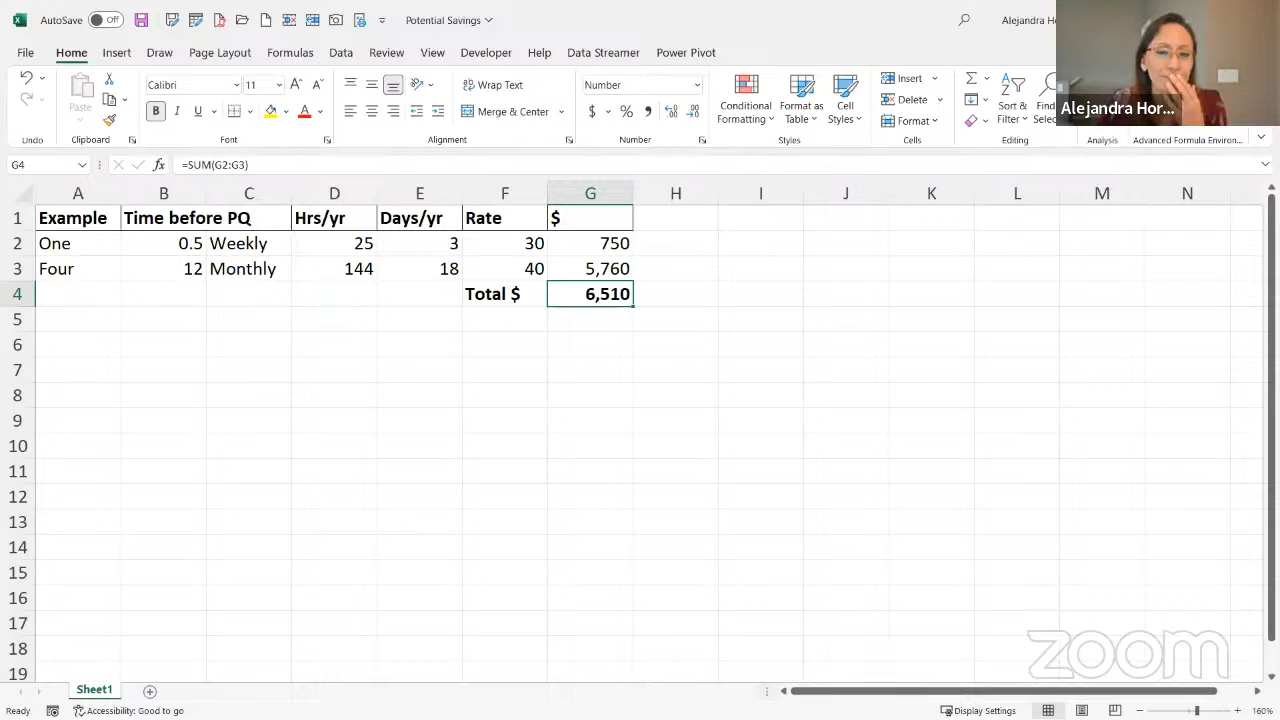 AutoSave Off Potential Savings Alejandra Ho
File Home Insert Draw Page Layout Formulas Data Review View Developer Help Data Streamer Power Pivot
Calibri 11 Wrap Text Number Insert
Paste Merge & Center Conditional Formatting Format as Table Cell Styles Delete Sort & Filter
B I U $ % Format
Undo Clipboard Font Alignment Number Styles Cells Editing Analysis Advanced Formula Environ...
Alejandra Hor...
G4 fx =SUM(G2:G3)
A B C D E F G H I J K L M N
1 Example Time before PQ Hrs/yr Days/yr Rate $
2 One 0.5 Weekly 25 3 30 750
3 Four 12 Monthly 144 18 40 5,760
4 Total $ 6,510
5
6
7
8
9
10
11
12
13
14
15
16
17
18
19
zoom
Sheet1
Ready Accessibility: Good to go Display Settings 160%